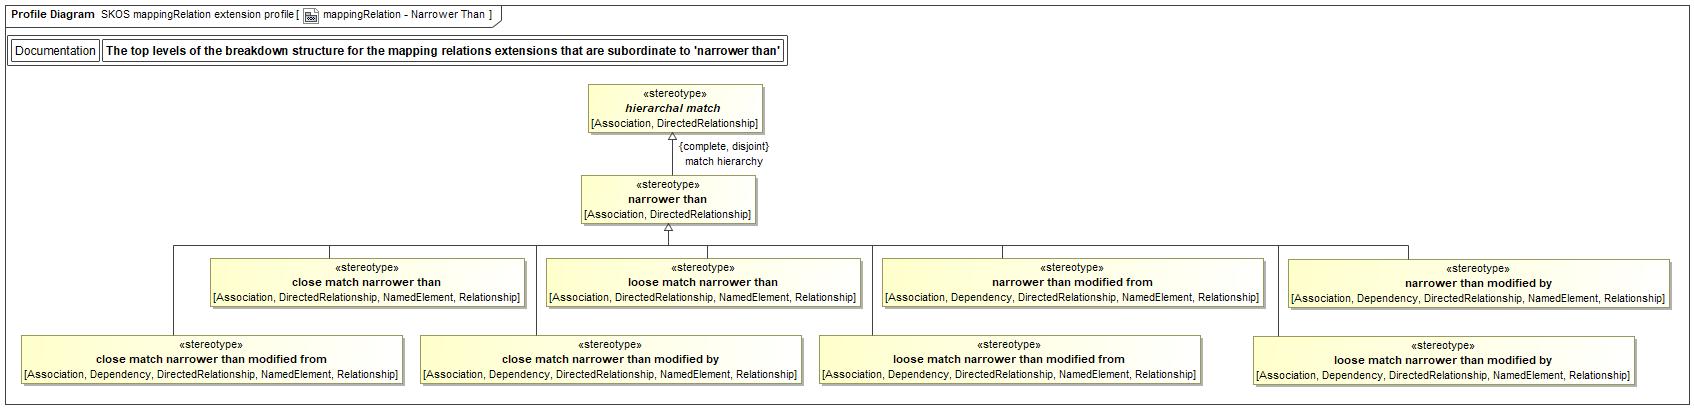 Profile Diagram SKOS mappingRelation extension profile [ mappingRelation - Narrower Than ]
Documentation The top levels of the breakdown structure for the mapping relations extensions that are subordinate to 'narrower than'
«stereotype»
hierarchal match
[Association, DirectedRelationship]
{complete, disjoint}
match hierarchy
«stereotype»
narrower than
[Association, DirectedRelationship]
«stereotype»
close match narrower than
[Association, DirectedRelationship, NamedElement, Relationship]
«stereotype»
loose match narrower than
[Association, DirectedRelationship, NamedElement, Relationship]
«stereotype»
narrower than modified from
[Association, Dependency, DirectedRelationship, NamedElement, Relationship]
«stereotype»
narrower than modified by
[Association, Dependency, DirectedRelationship, NamedElement, Relationship]
«stereotype»
close match narrower than modified from
[Association, Dependency, DirectedRelationship, NamedElement, Relationship]
«stereotype»
close match narrower than modified by
[Association, Dependency, DirectedRelationship, NamedElement, Relationship]
«stereotype»
loose match narrower than modified from
[Association, Dependency, DirectedRelationship, NamedElement, Relationship]
«stereotype»
loose match narrower than modified by
[Association, Dependency, DirectedRelationship, NamedElement, Relationship]